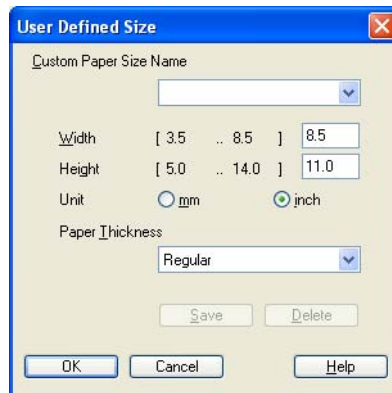 User Defined Size
Custom Paper Size Name
Width [ 3.5 .. 8.5 ] 8.5
Height [ 5.0 .. 14.0 ] 11.0
Unit mm inch
Paper Thickness
Regular
Save Delete
OK Cancel Help